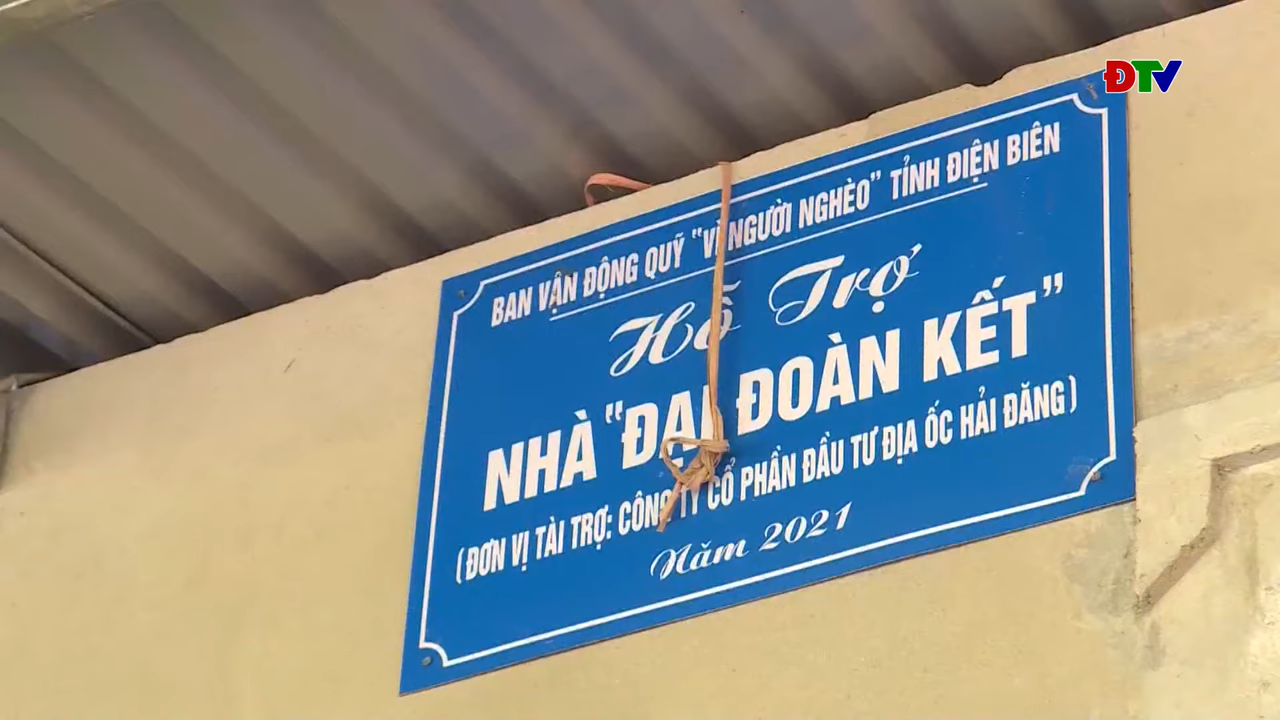 ĐTV
BAN VẬN ĐỘNG QUỸ "VÌ NGƯỜI NGHÈO" TỈNH ĐIỆN BIÊN
Hỗ Trợ
NHÀ "ĐẠI ĐOÀN KẾT"
(ĐƠN VỊ TÀI TRỢ: CÔNG TY CỔ PHẦN ĐẦU TƯ ĐỊA ỐC HẢI ĐĂNG)
Năm 2021